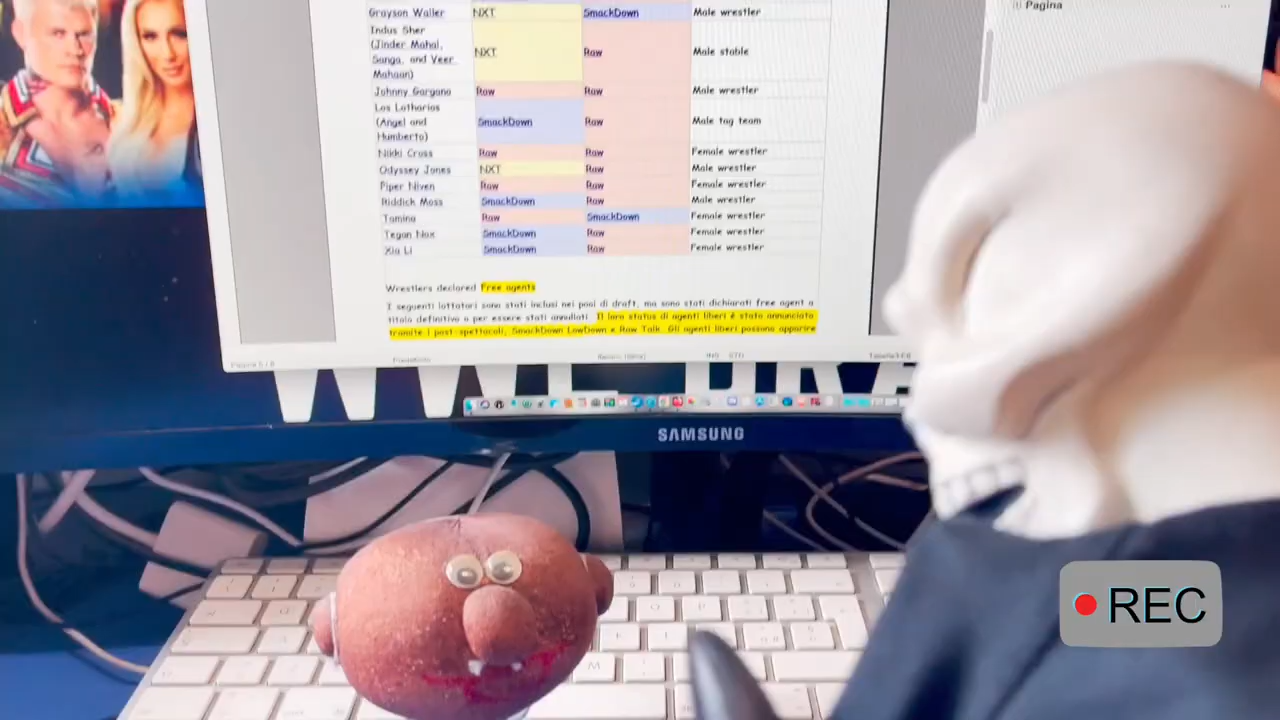 Pagina
Grayson Waller NXT SmackDown Male wrestler
Indus Sher
(Jinder Mahal,
Sanga, and Veer
Mahaan) NXT Raw Male stable
Johnny Gargano Raw Raw Male wrestler
Los Lotharios
(Angel and
Humberto) SmackDown Raw Male tag team
Nikki Cross Raw Raw Female wrestler
Odyssey Jones NXT Raw Male wrestler
Piper Niven Raw Raw Female wrestler
Riddick Moss SmackDown Raw Male wrestler
Tamina Raw SmackDown Female wrestler
Tegan Nox SmackDown Raw Female wrestler
Xia Li SmackDown Raw Female wrestler
Wrestlers declared Free agents
I seguenti lottatori sono stati inclusi nei pool di draft, ma sono stati dichiarati free agent a
titolo definitivo o per essere stati annullati. Il loro status di agenti liberi è stato annunciato
tramite i post-spettacoli, SmackDown LowDown e Raw Talk. Gli agenti liberi possono apparire
SAMSUNG
REC